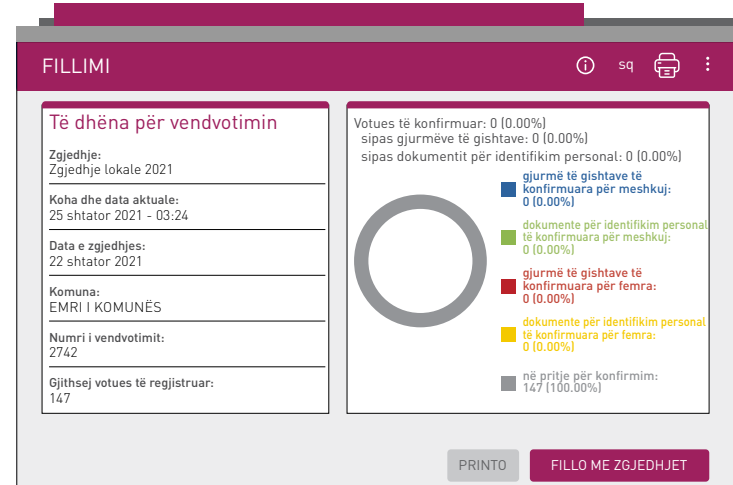 FILLIMI
sq
Të dhëna për vendvotimin
Zgjedhje:
Zgjedhje lokale 2021
Koha dhe data aktuale:
25 shtator 2021 - 03:24
Data e zgjedhjes:
22 shtator 2021
Komuna:
EMRI I KOMUNËS
Numri i vendvotimit:
2742
Gjithsej votues të regjistruar:
147
Votues të konfirmuar: 0 (0.00%)
sipas gjurmëve të gishtave: 0 (0.00%)
sipas dokumentit për identifikim personal: 0 (0.00%)
gjurmë të gishtave të
konfirmuara për meshkuj:
0 (0.00%)
dokumente për identifikim personal
të konfirmuara për meshkuj:
0 (0.00%)
gjurmë të gishtave të
konfirmuara për femra:
0 (0.00%)
dokumente për identifikim personal
të konfirmuara për femra:
0 (0.00%)
në pritje për konfirmim:
147 (100.00%)
PRINTO
FILLO ME ZGJEDHJET